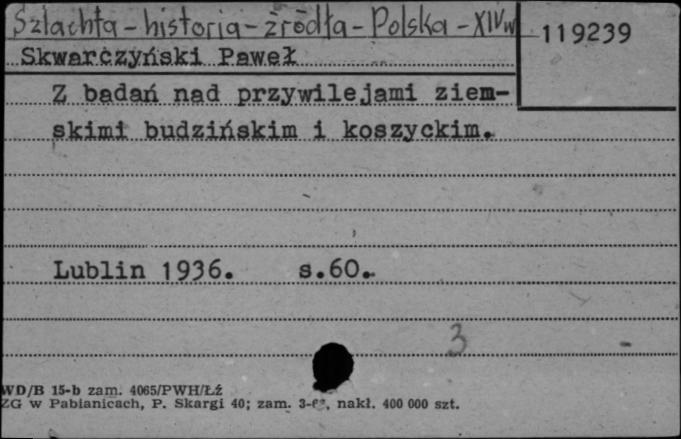 Szlachta - historia - źródła - Polska - XIV w
119239
Skwarczyński Paweł
Z badań nad przywilejami ziem-
skimi budzińskim i koszyckim.
Lublin 1936. s.60.
3
WD/B 15-b zam. 4065/PWH/Łź
ZG w Pabianicach, P. Skargi 40; zam. nakł. 400 000 szt.